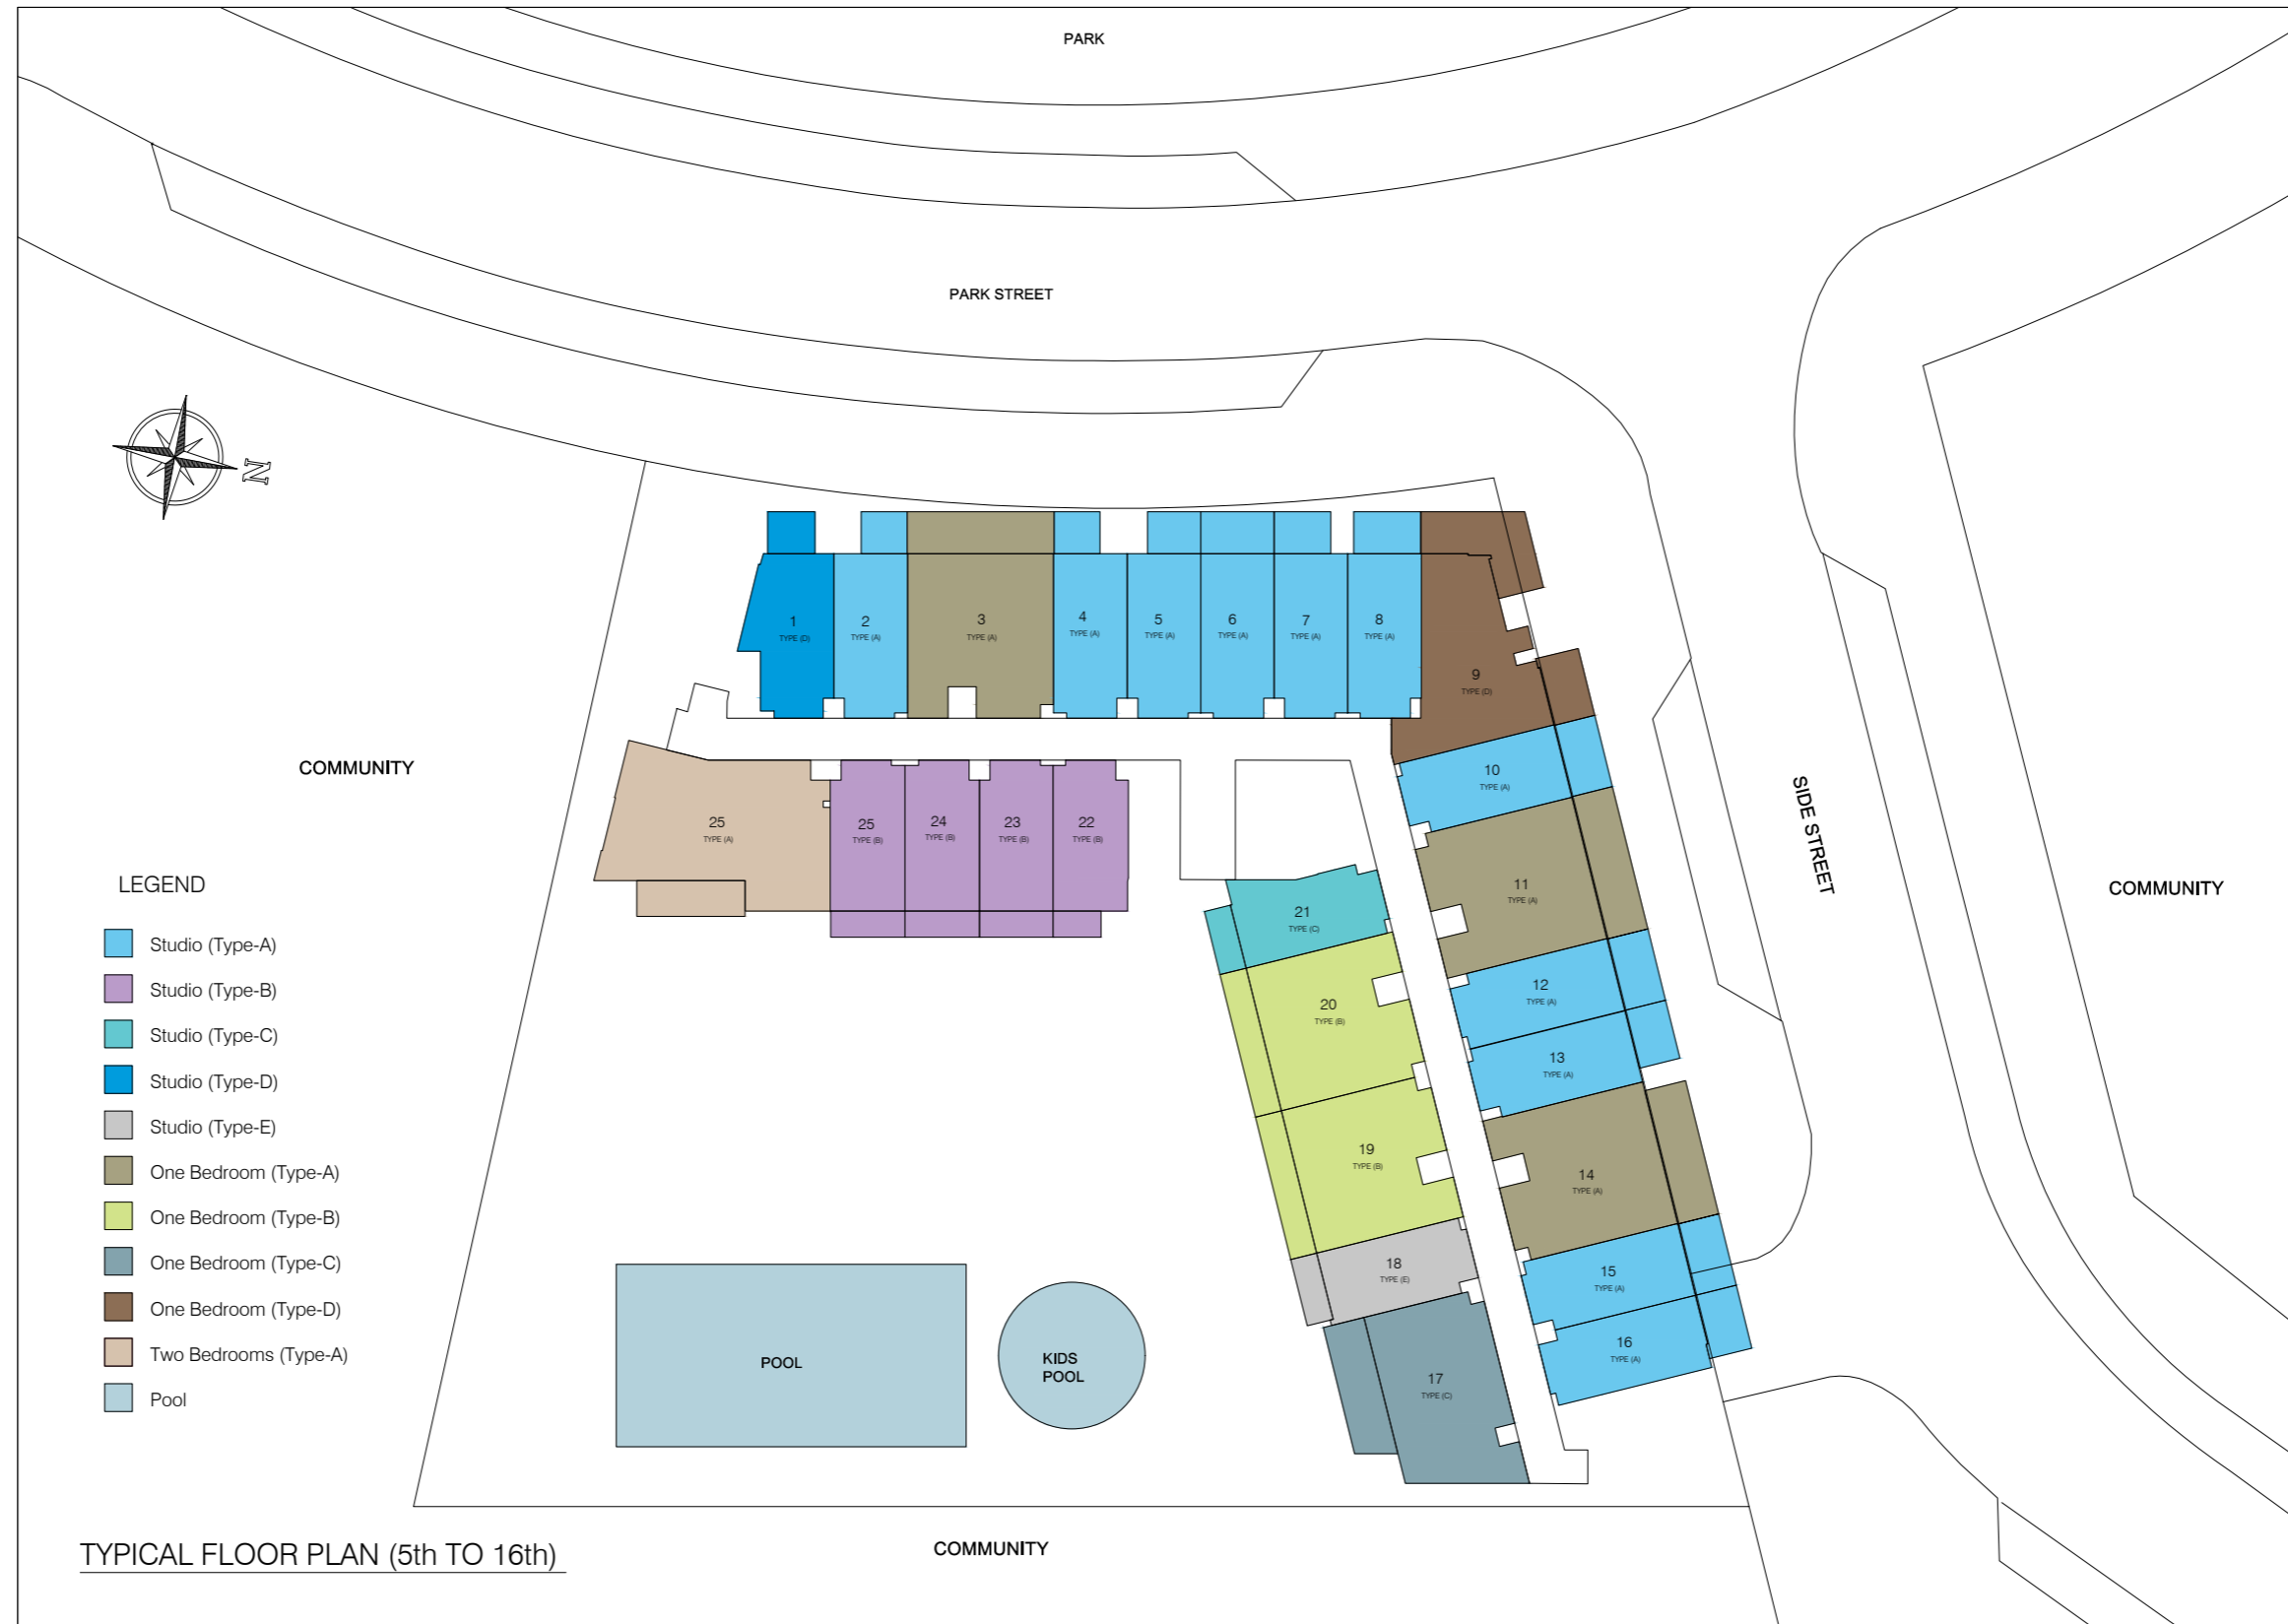 PARK
PARK STREET
N
1
TYPE (D)
2
TYPE (A)
3
TYPE (A)
4
TYPE (A)
5
TYPE (A)
6
TYPE (A)
7
TYPE (A)
8
TYPE (A)
9
TYPE (D)
10
TYPE (A)
11
TYPE (A)
12
TYPE (A)
13
TYPE (A)
14
TYPE (A)
15
TYPE (A)
16
TYPE (A)
17
TYPE (C)
18
TYPE (E)
19
TYPE (B)
20
TYPE (B)
21
TYPE (C)
22
TYPE (B)
23
TYPE (B)
24
TYPE (B)
25
TYPE (B)
25
TYPE (A)
COMMUNITY
SIDE STREET
COMMUNITY
LEGEND
Studio (Type-A)
Studio (Type-B)
Studio (Type-C)
Studio (Type-D)
Studio (Type-E)
One Bedroom (Type-A)
One Bedroom (Type-B)
One Bedroom (Type-C)
One Bedroom (Type-D)
Two Bedrooms (Type-A)
Pool
POOL
KIDS
POOL
COMMUNITY
TYPICAL FLOOR PLAN (5th TO 16th)